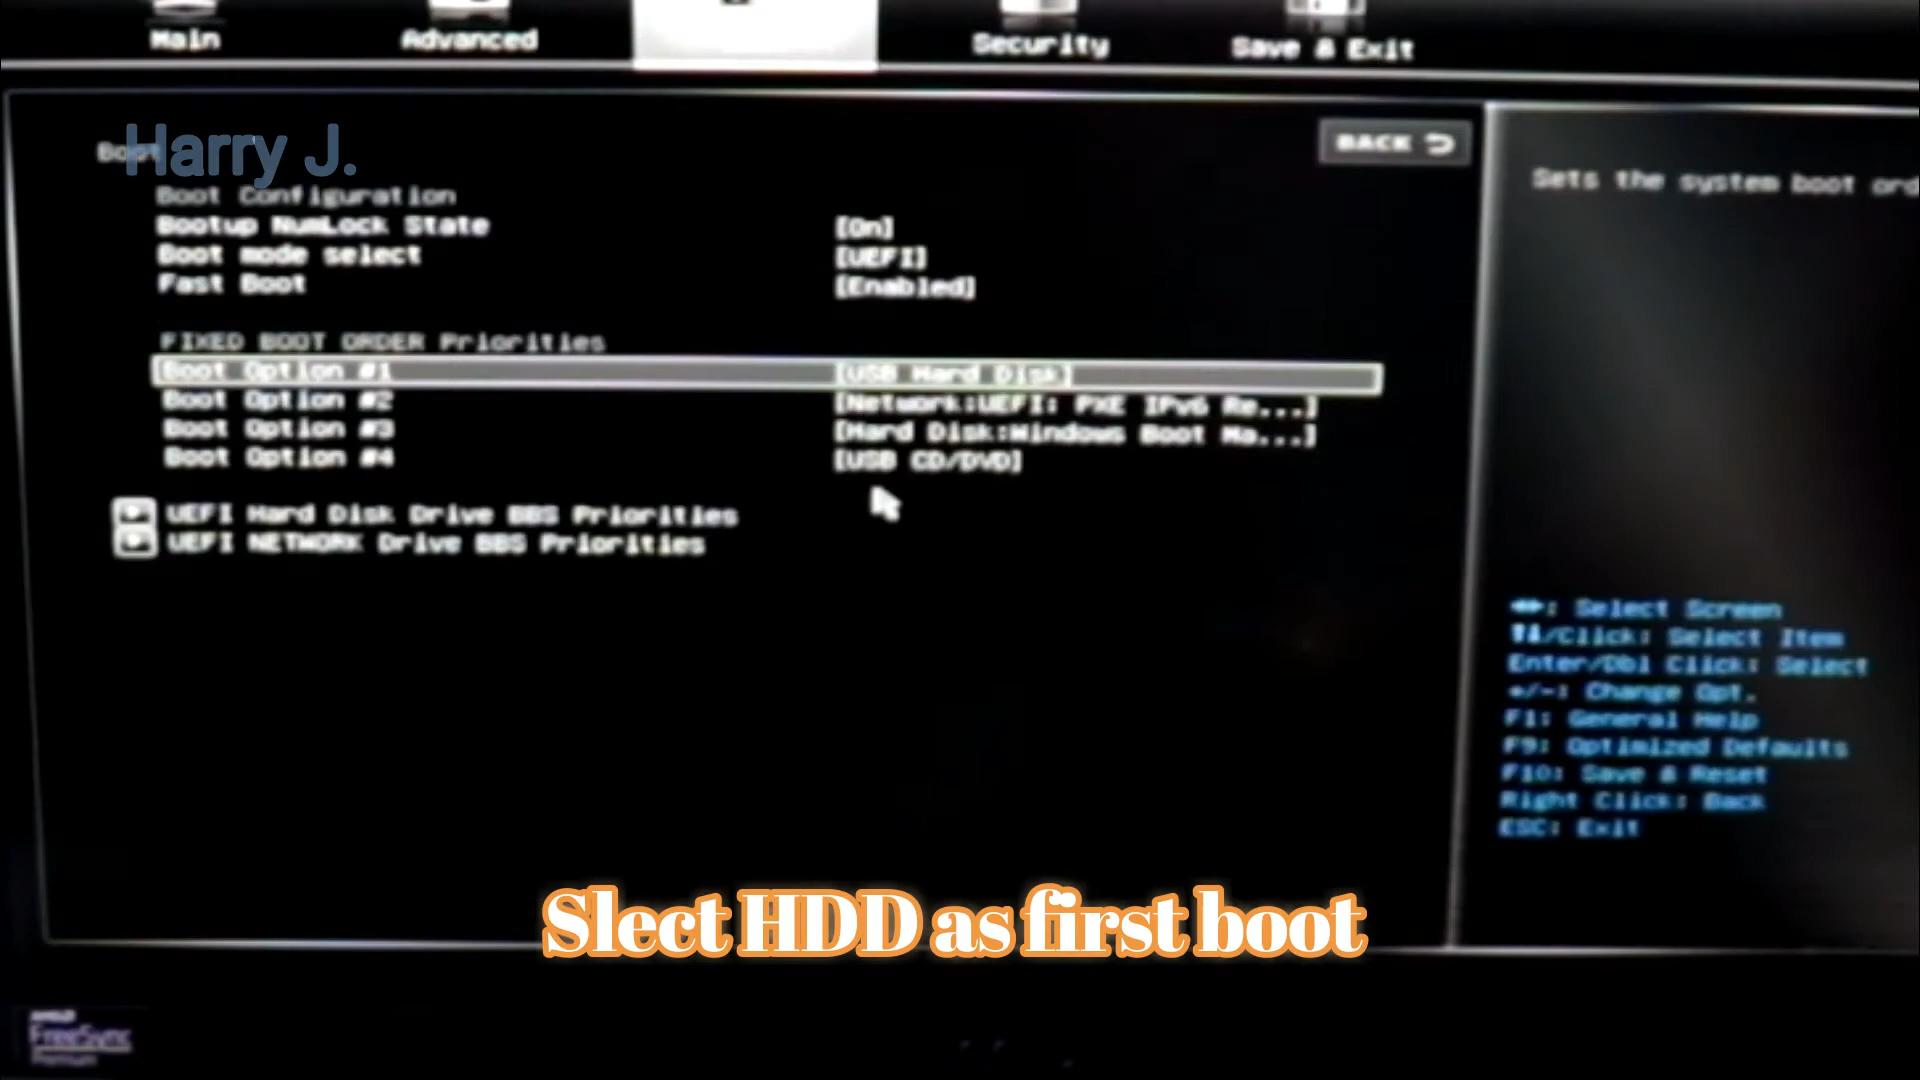 Main Advanced Security Save & Exit
Harry J.
Boot
BACK
Boot Configuration
Bootup NumLock State [On]
Boot mode select [UEFI]
Fast Boot [Enabled]
FIXED BOOT ORDER Priorities
Boot Option #1 [USB Hard Disk]
Boot Option #2 [Network:UEFI: PXE IPv6 Re...]
Boot Option #3 [Hard Disk:Windows Boot Ma...]
Boot Option #4 [USB CD/DVD]
UEFI Hard Disk Drive BBS Priorities
UEFI NETWORK Drive BBS Priorities
Sets the system boot ord
: Select Screen
/Click: Select Item
Enter/Dbl Click: Select
+/-: Change Opt.
F1: General Help
F9: Optimized Defaults
F10: Save & Reset
Right Click: Back
ESC: Exit
Slect HDD as first boot
AMD
FreeSync
Premium